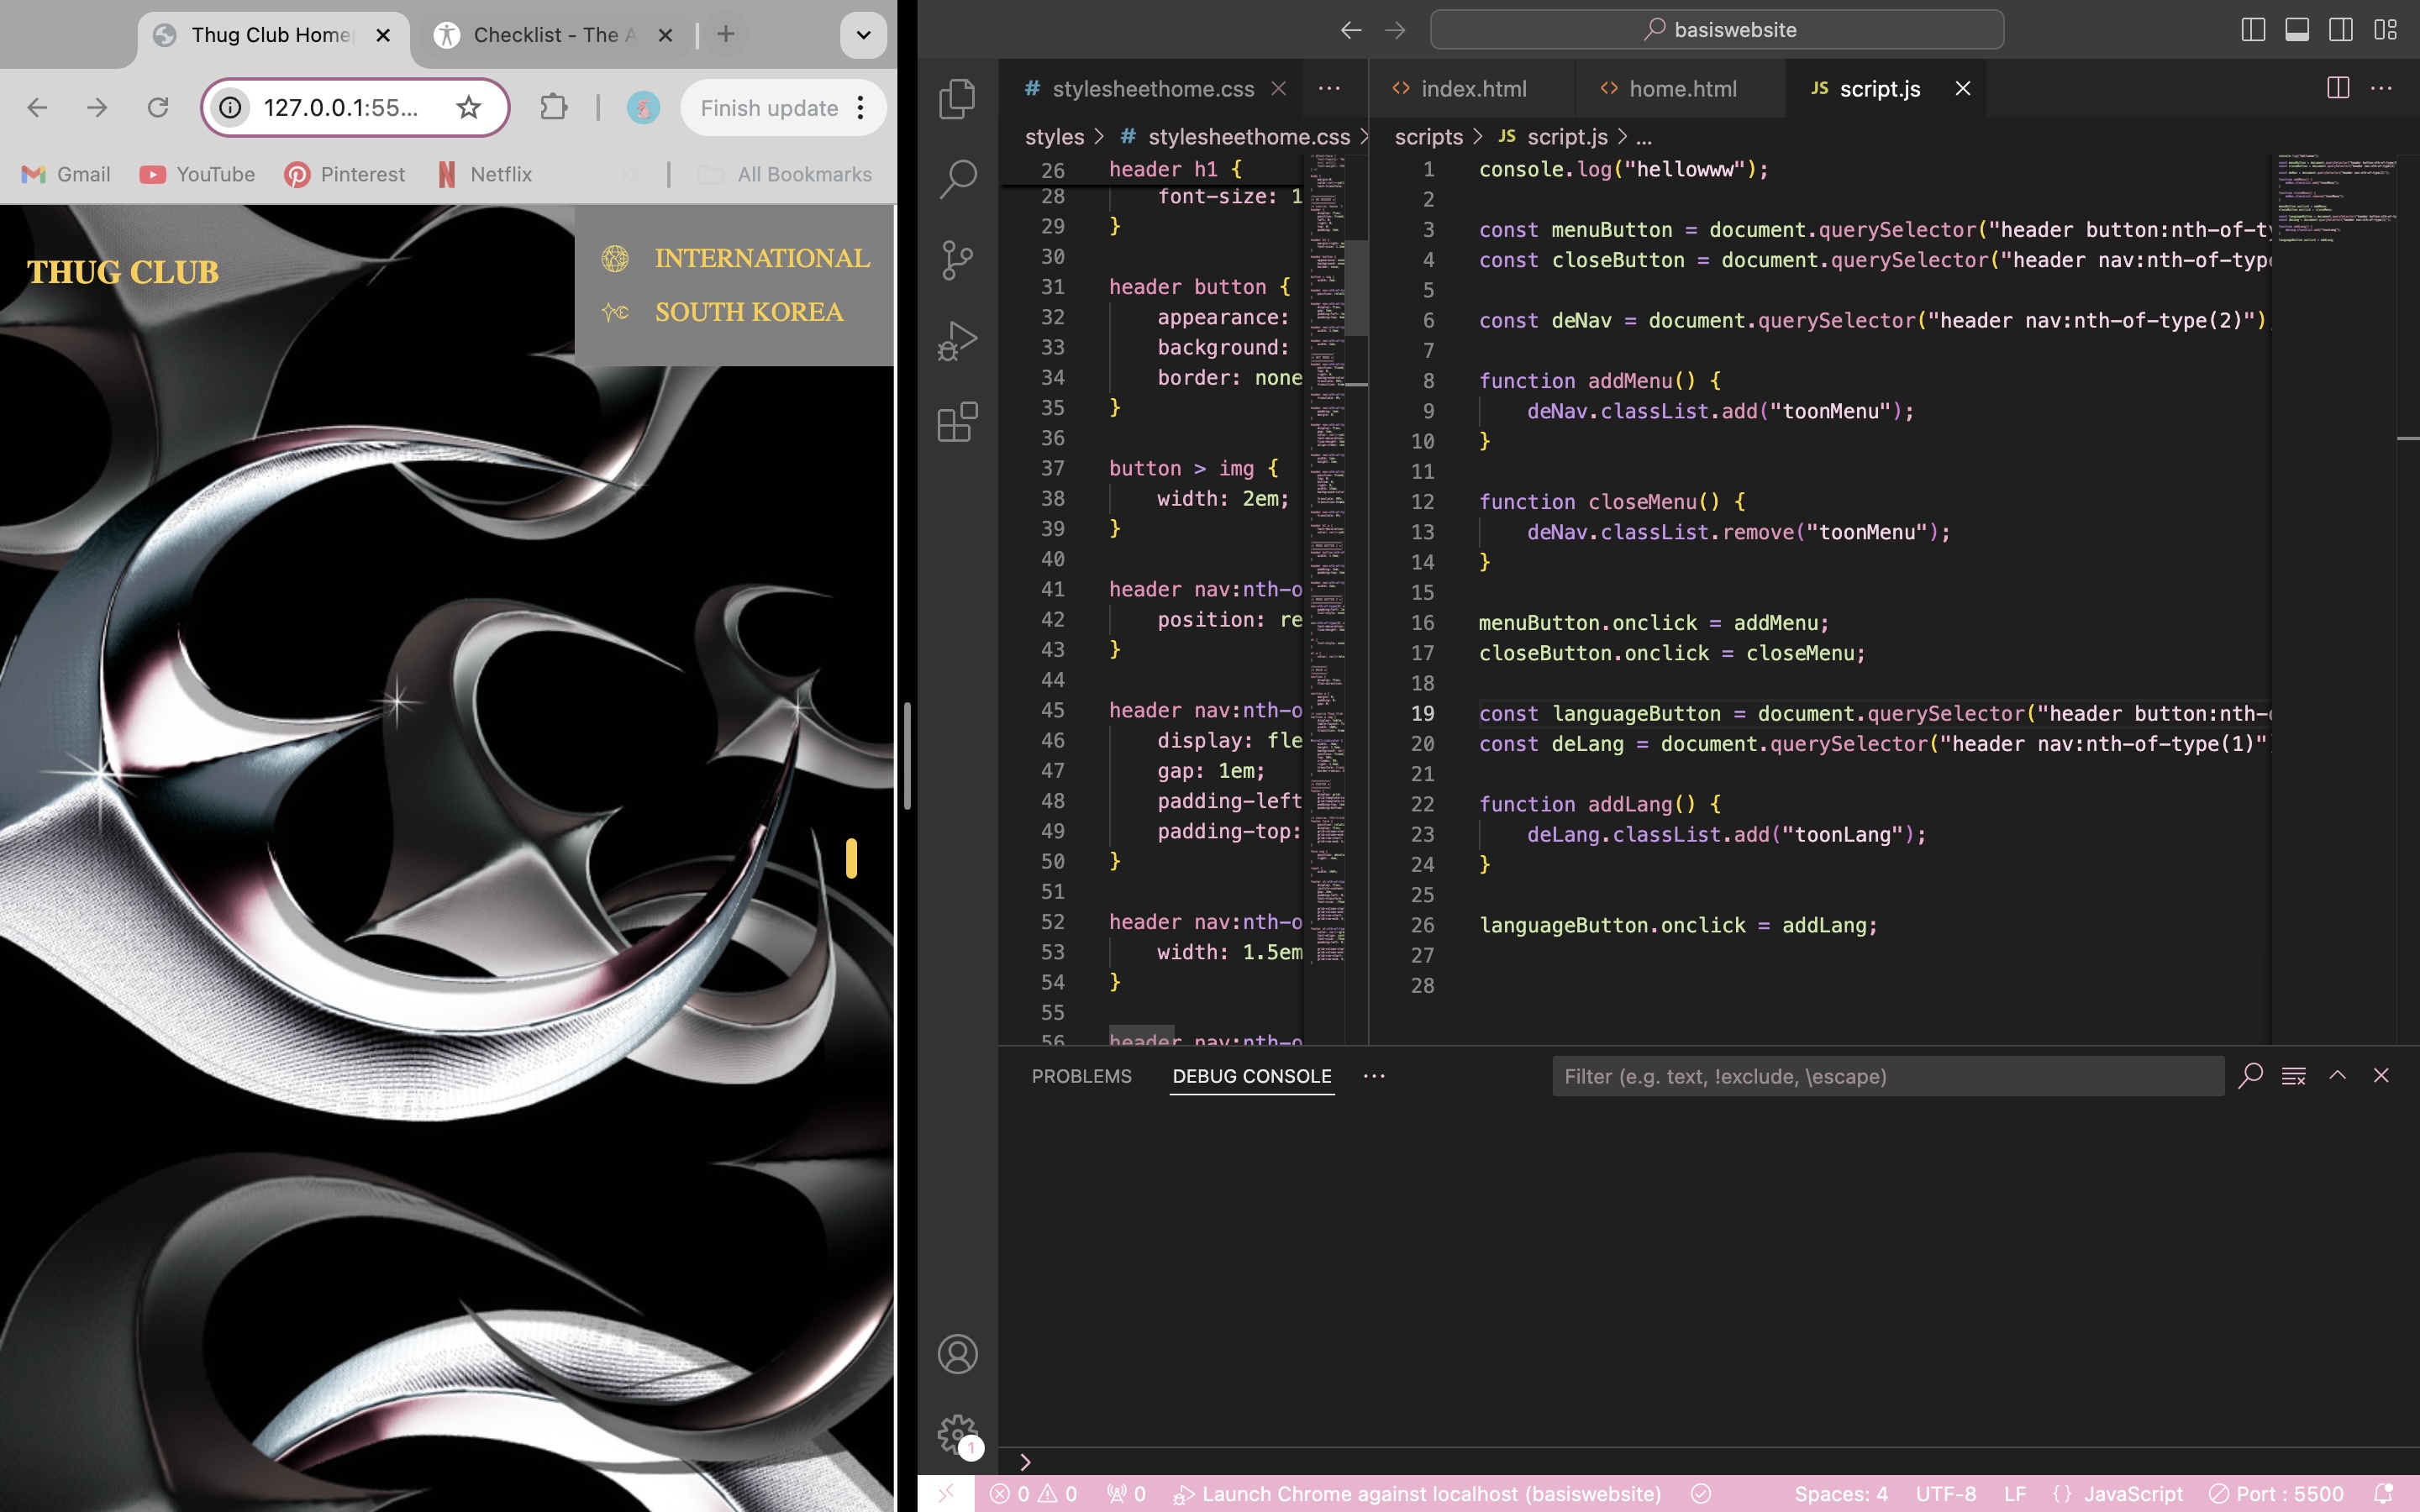 Thug Club Home
Checklist - The A
127.0.0.1:55...
Finish update
Gmail
YouTube
Pinterest
Netflix
All Bookmarks
THUG CLUB
INTERNATIONAL
SOUTH KOREA
basiswebsite
# stylesheethome.css
styles > # stylesheethome.css >
26 header h1 {
28 font-size: 1
29 }
30
31 header button {
32 appearance:
33 background:
34 border: none
35 }
36
37 button > img {
38 width: 2em;
39 }
40
41 header nav:nth-o
42 position: re
43 }
44
45 header nav:nth-o
46 display: fle
47 gap: 1em;
48 padding-left
49 padding-top:
50 }
51
52 header nav:nth-o
53 width: 1.5em
54 }
55
56 header nav:nth-o
<> index.html
<> home.html
JS script.js
scripts > JS script.js > ...
1 console.log("hellowww");
2
3 const menuButton = document.querySelector("header button:nth-of-t
4 const closeButton = document.querySelector("header nav:nth-of-type
5
6 const deNav = document.querySelector("header nav:nth-of-type(2)")
7
8 function addMenu() {
9 deNav.classList.add("toonMenu");
10 }
11
12 function closeMenu() {
13 deNav.classList.remove("toonMenu");
14 }
15
16 menuButton.onclick = addMenu;
17 closeButton.onclick = closeMenu;
18
19 const languageButton = document.querySelector("header button:nth-
20 const deLang = document.querySelector("header nav:nth-of-type(1)"
21
22 function addLang() {
23 deLang.classList.add("toonLang");
24 }
25
26 languageButton.onclick = addLang;
27
28
PROBLEMS
DEBUG CONSOLE
Filter (e.g. text, !exclude, \escape)
1
0 0
0
Launch Chrome against localhost (basiswebsite)
Spaces: 4
UTF-8
LF
{} JavaScript
Port : 5500